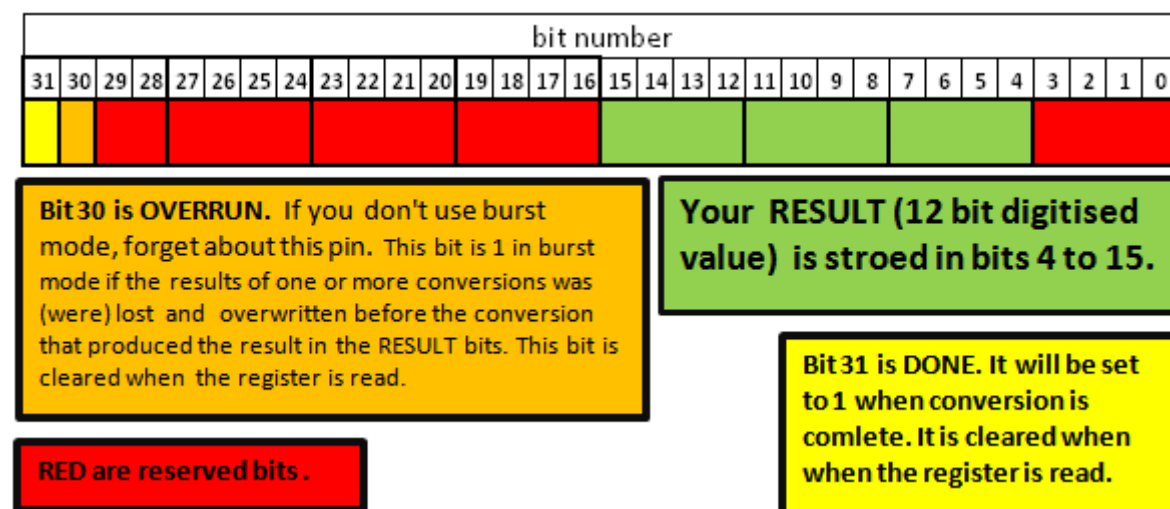 bit number
31 30 29 28 27 26 25 24 23 22 21 20 19 18 17 16 15 14 13 12 11 10 9 8 7 6 5 4 3 2 1 0
Bit 30 is OVERRUN. If you don't use burst
mode, forget about this pin. This bit is 1 in burst
mode if the results of one or more conversions was
(were) lost and overwritten before the conversion
that produced the result in the RESULT bits. This bit is
cleared when the register is read.
Your RESULT (12 bit digitised
value) is stroed in bits 4 to 15.
Bit 31 is DONE. It will be set
to 1 when conversion is
comlete. It is cleared when
when the register is read.
RED are reserved bits.